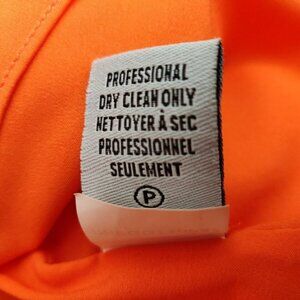 PROFESSIONAL
DRY CLEAN ONLY
NETTOYER À SEC
PROFESSIONNEL
SEULEMENT
P